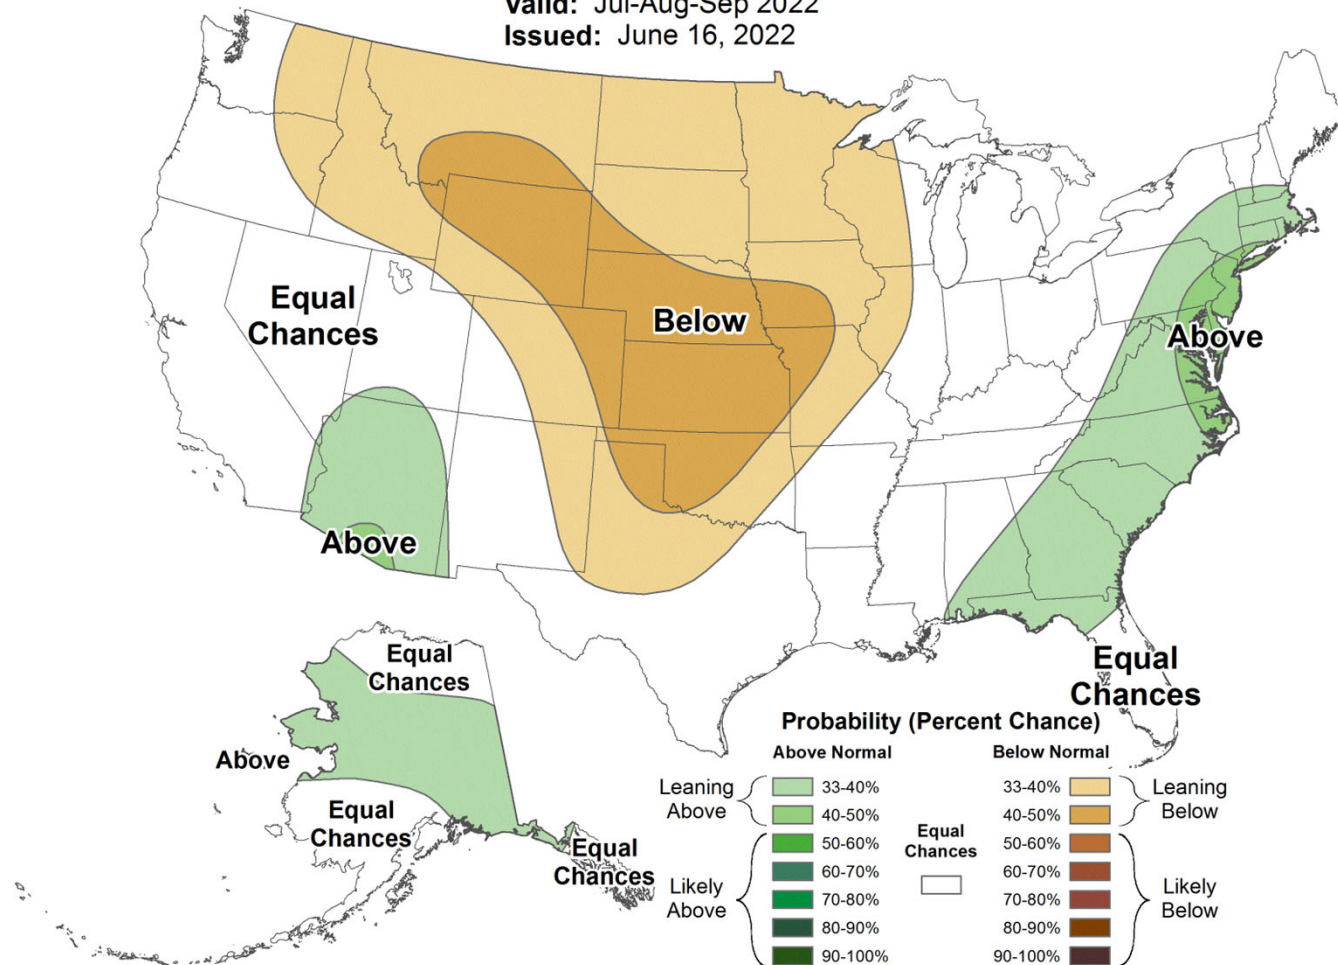 Valid: Jul-Aug-Sep 2022
Issued: June 16, 2022
Equal
Chances
Below
Above
Above
Equal
Chances
Above
Equal
Chances
Equal
Chances
Equal
Chances
Probability (Percent Chance)
Above Normal
Below Normal
Leaning
Above
33-40%
40-50%
50-60%
60-70%
70-80%
80-90%
90-100%
Likely
Above
Equal
Chances
33-40%
40-50%
50-60%
60-70%
70-80%
80-90%
90-100%
Leaning
Below
Likely
Below